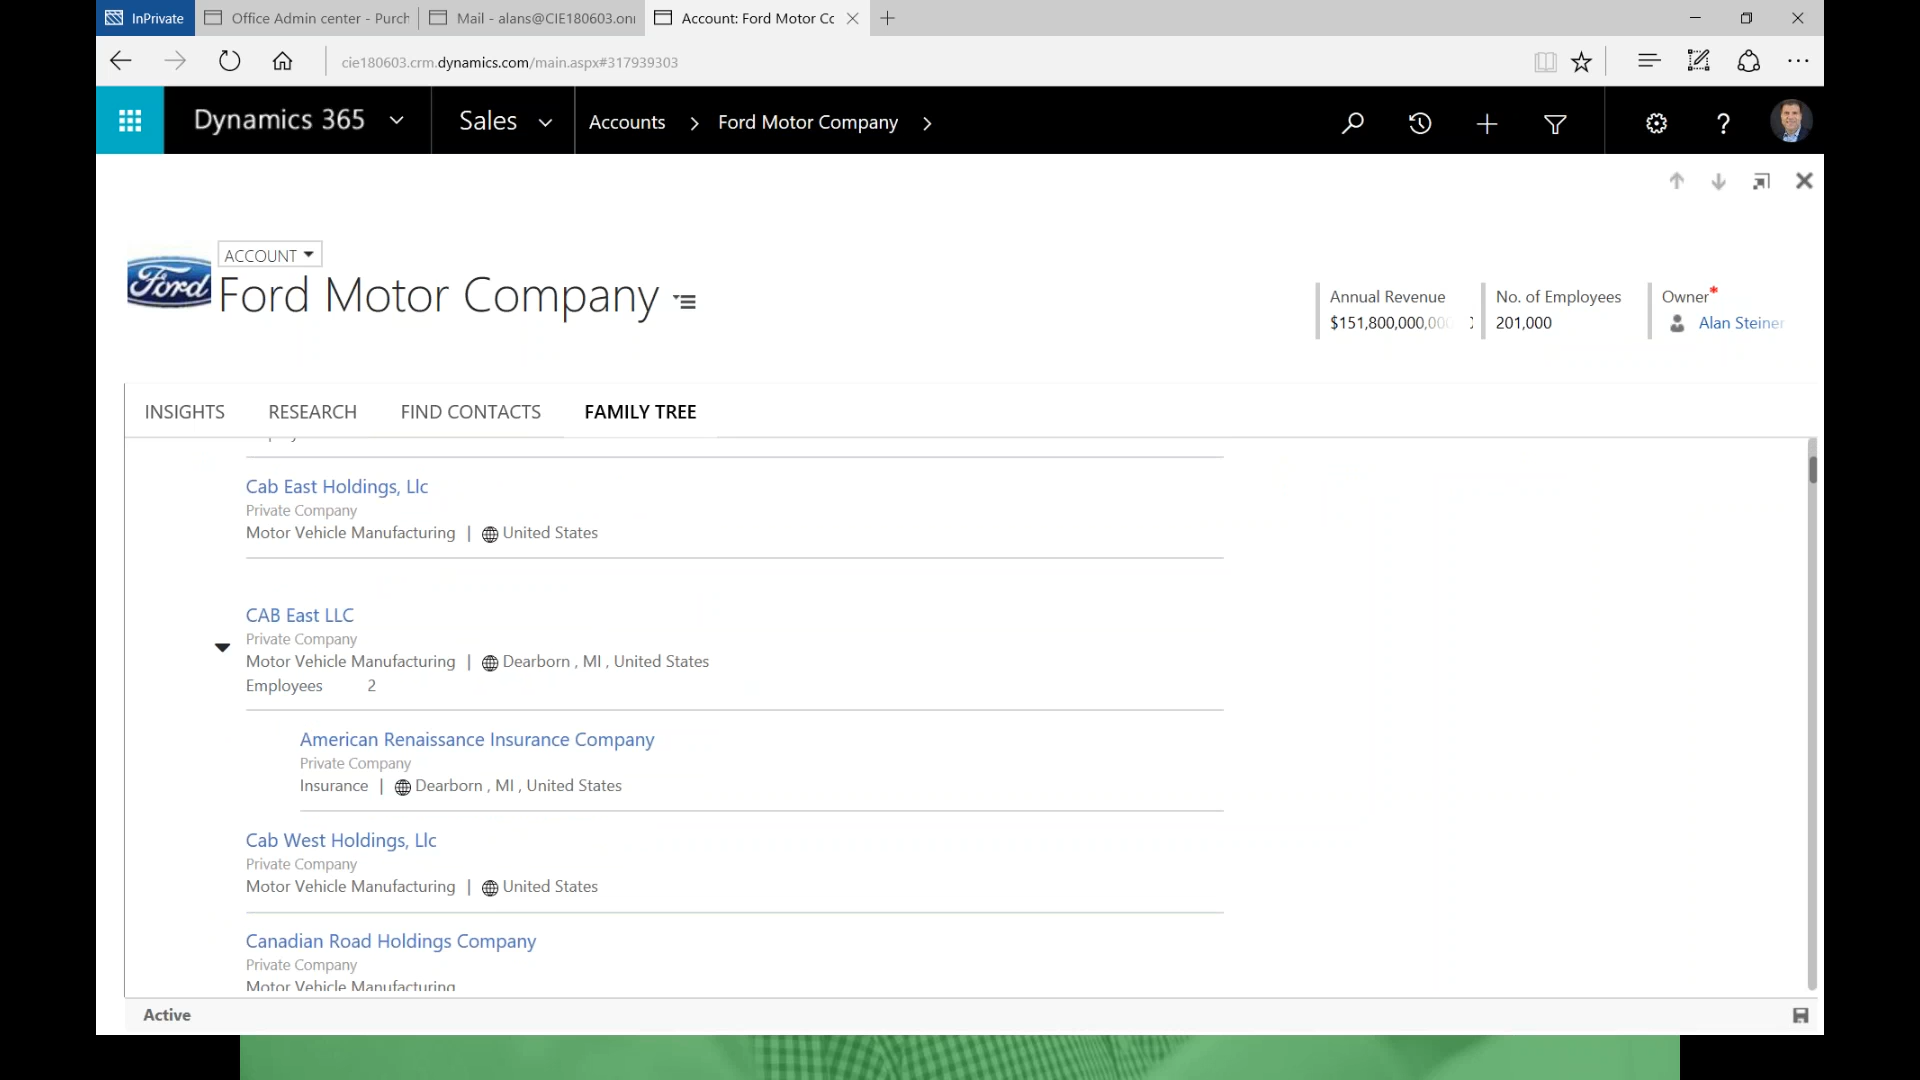 InPrivate
Office Admin center - Purch
Mail - alans@CIE180603.on
Account: Ford Motor Cc
cie180603.crm.dynamics.com/main.aspx#317939303
Dynamics 365
Sales
Accounts
Ford Motor Company
Ford
ACCOUNT
Ford Motor Company
Annual Revenue
$151,800,000,000
No. of Employees
201,000
Owner*
Alan Steiner
INSIGHTS
RESEARCH
FIND CONTACTS
FAMILY TREE
Cab East Holdings, Llc
Private Company
Motor Vehicle Manufacturing | United States
CAB East LLC
Private Company
Motor Vehicle Manufacturing | Dearborn , MI , United States
Employees 2
American Renaissance Insurance Company
Private Company
Insurance | Dearborn , MI , United States
Cab West Holdings, Llc
Private Company
Motor Vehicle Manufacturing | United States
Canadian Road Holdings Company
Private Company
Motor Vehicle Manufacturing
Active